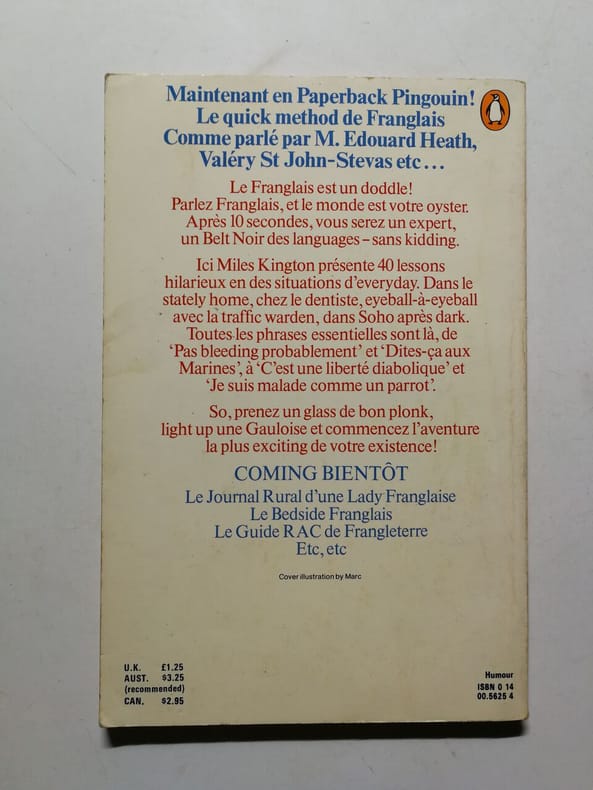 Maintenant en Paperback Pingouin!
Le quick method de Franglais
Comme parlé par M. Edouard Heath,
Valéry St John-Stevas etc...
Le Franglais est un doddle!
Parlez Franglais, et le monde est votre oyster.
Après 10 secondes, vous serez un expert,
un Belt Noir des languages – sans kidding.
Ici Miles Kington présente 40 lessons
hilarieux en des situations d'everyday. Dans le
stately home, chez le dentiste, eyeball-à-eyeball
avec la traffic warden, dans Soho après dark.
Toutes les phrases essentielles sont là, de
'Pas bleeding probablement' et 'Dites-ça aux
Marines', à 'C'est une liberté diabolique' et
'Je suis malade comme un parrot'.
So, prenez un glass de bon plonk,
light up une Gauloise et commencez l'aventure
la plus exciting de votre existence!
COMING BIENTÔT
Le Journal Rural d'une Lady Franglaise
Le Bedside Franglais
Le Guide RAC de Frangleterre
Etc, etc
Cover illustration by Marc
U.K. £1.25
AUST. $3.25
(recommended)
CAN. $2.95
Humour
ISBN 0 14
00.5625 4